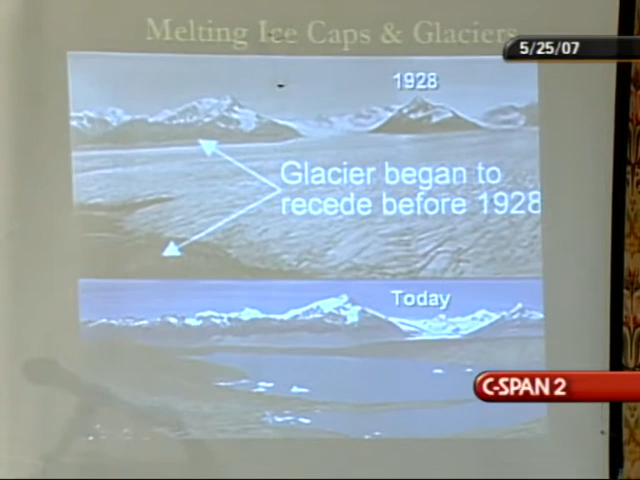 Melting Ice Caps & Glaciers
5/25/07
1928
Glacier began to
recede before 1928
Today
C-SPAN 2